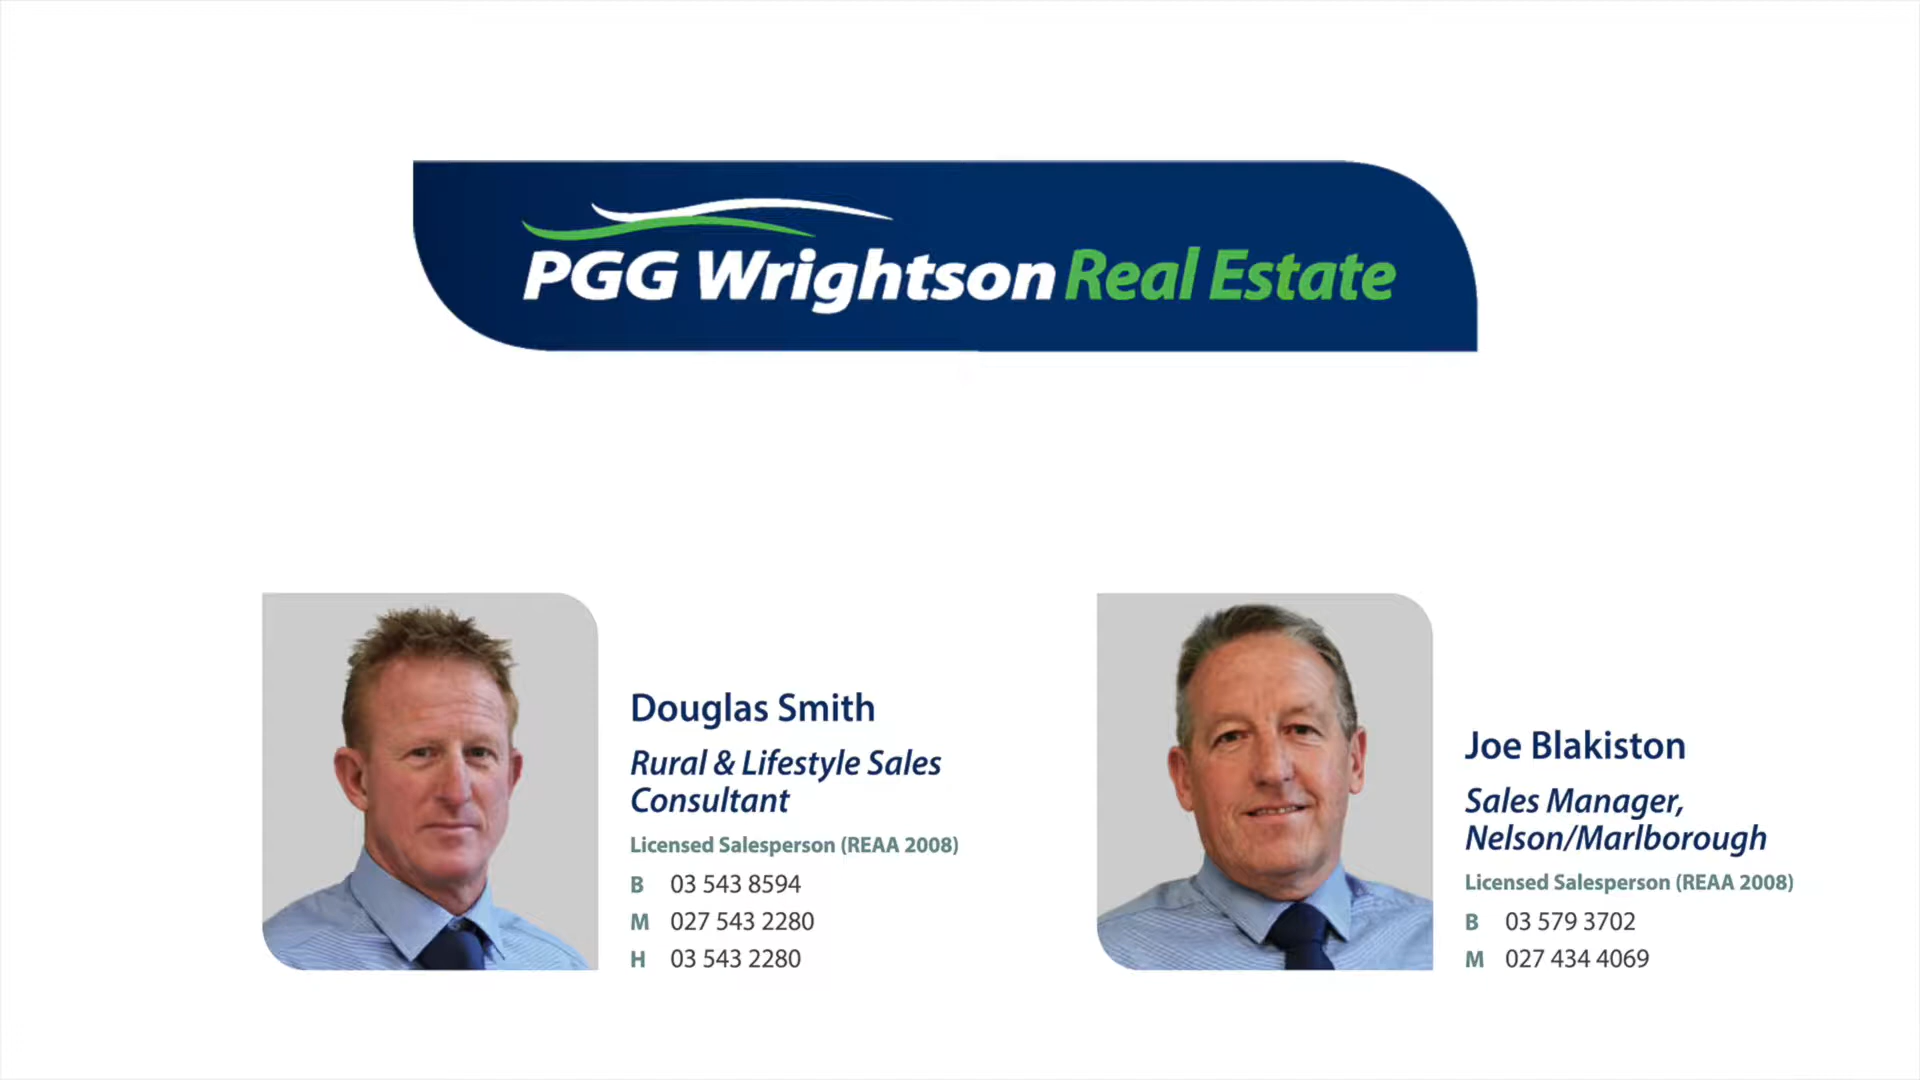 PGG Wrightson Real Estate
Douglas Smith
Rural & Lifestyle Sales
Consultant
Licensed Salesperson (REAA 2008)
B 03 543 8594
M 027 543 2280
H 03 543 2280
Joe Blakiston
Sales Manager,
Nelson/Marlborough
Licensed Salesperson (REAA 2008)
B 03 579 3702
M 027 434 4069